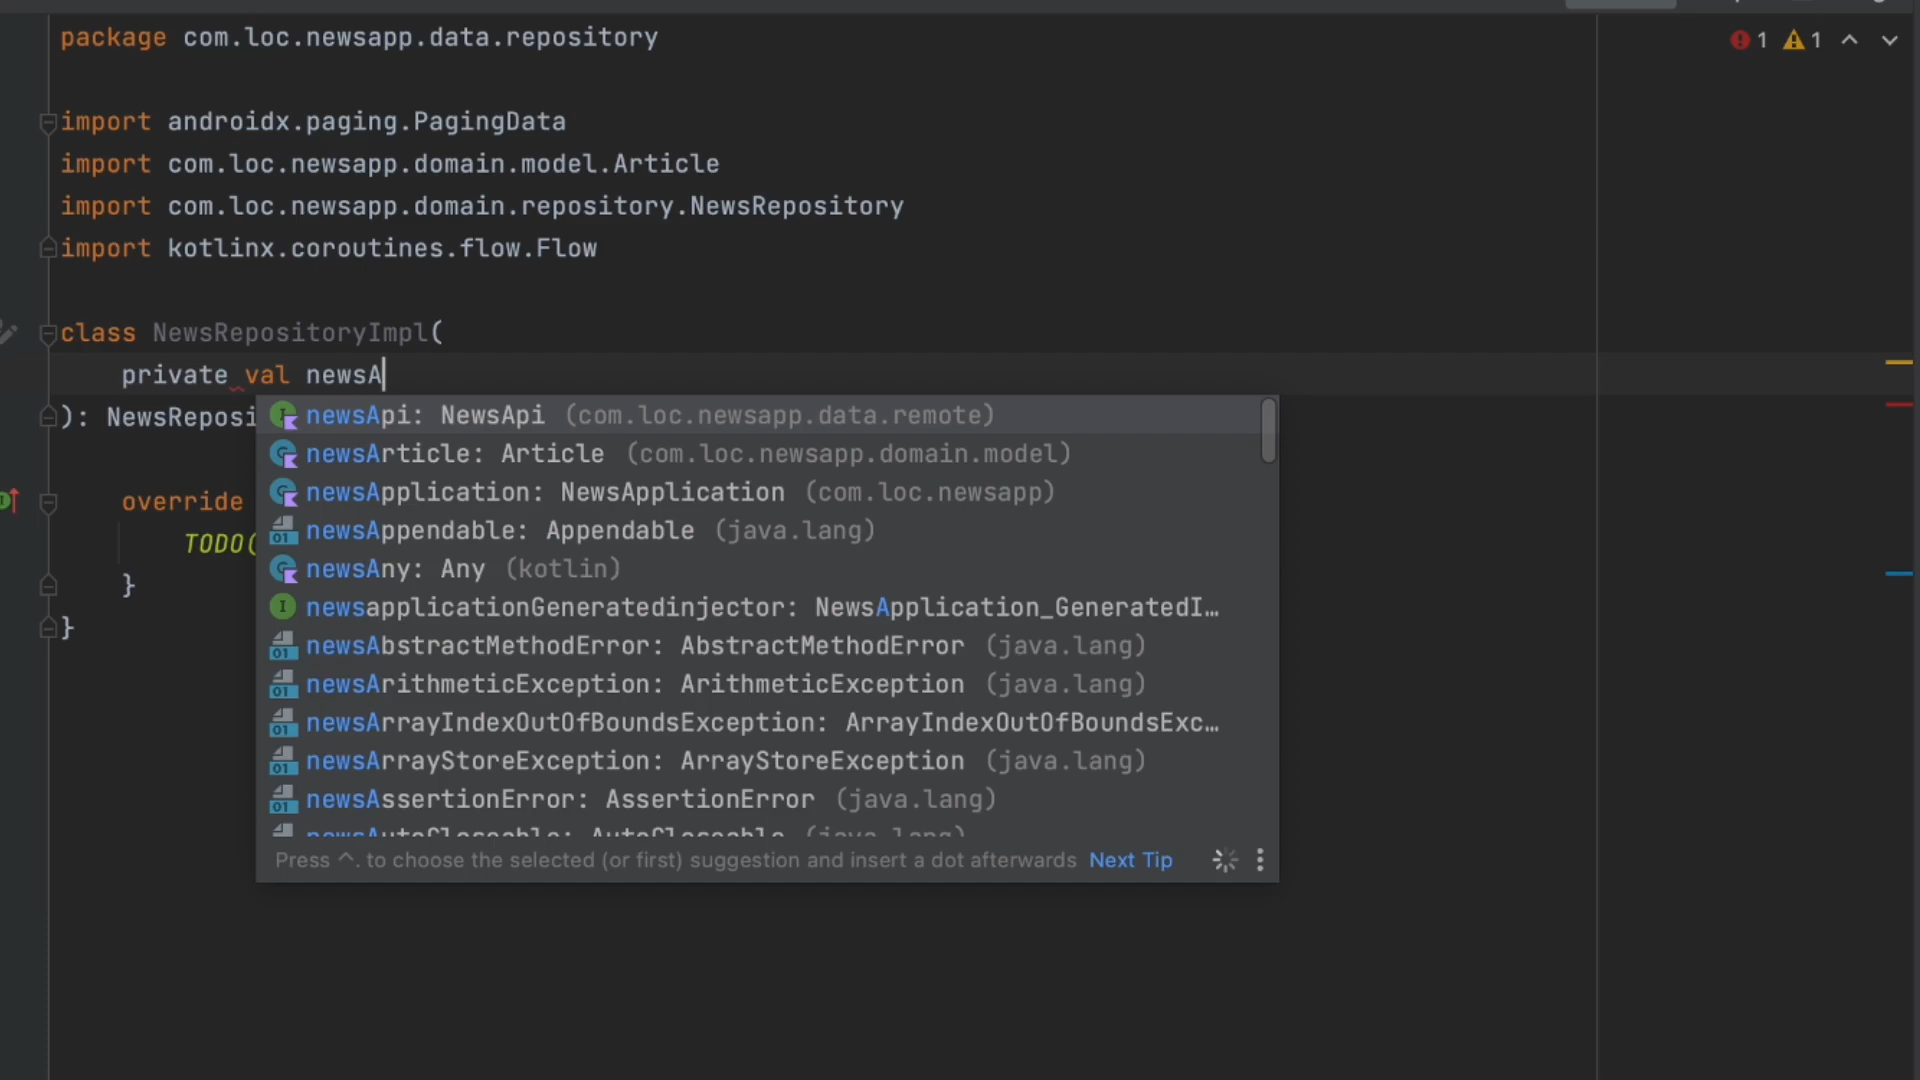 package com.loc.newsapp.data.repository
1 1
import androidx.paging.PagingData
import com.loc.newsapp.domain.model.Article
import com.loc.newsapp.domain.repository.NewsRepository
import kotlinx.coroutines.flow.Flow
class NewsRepositoryImpl(
private val newsA
): NewsReposi
newsApi: NewsApi (com.loc.newsapp.data.remote)
newsArticle: Article (com.loc.newsapp.domain.model)
newsApplication: NewsApplication (com.loc.newsapp)
override
newsAppendable: Appendable (java.lang)
TODO(
newsAny: Any (kotlin)
}
newsapplicationGeneratedinjector: NewsApplication_GeneratedI…
}
newsAbstractMethodError: AbstractMethodError (java.lang)
newsArithmeticException: ArithmeticException (java.lang)
newsArrayIndexOutOfBoundsException: ArrayIndexOutOfBoundsExc…
newsArrayStoreException: ArrayStoreException (java.lang)
newsAssertionError: AssertionError (java.lang)
newsAutoCloseable: AutoCloseable (java.lang)
Press ^. to choose the selected (or first) suggestion and insert a dot afterwards Next Tip